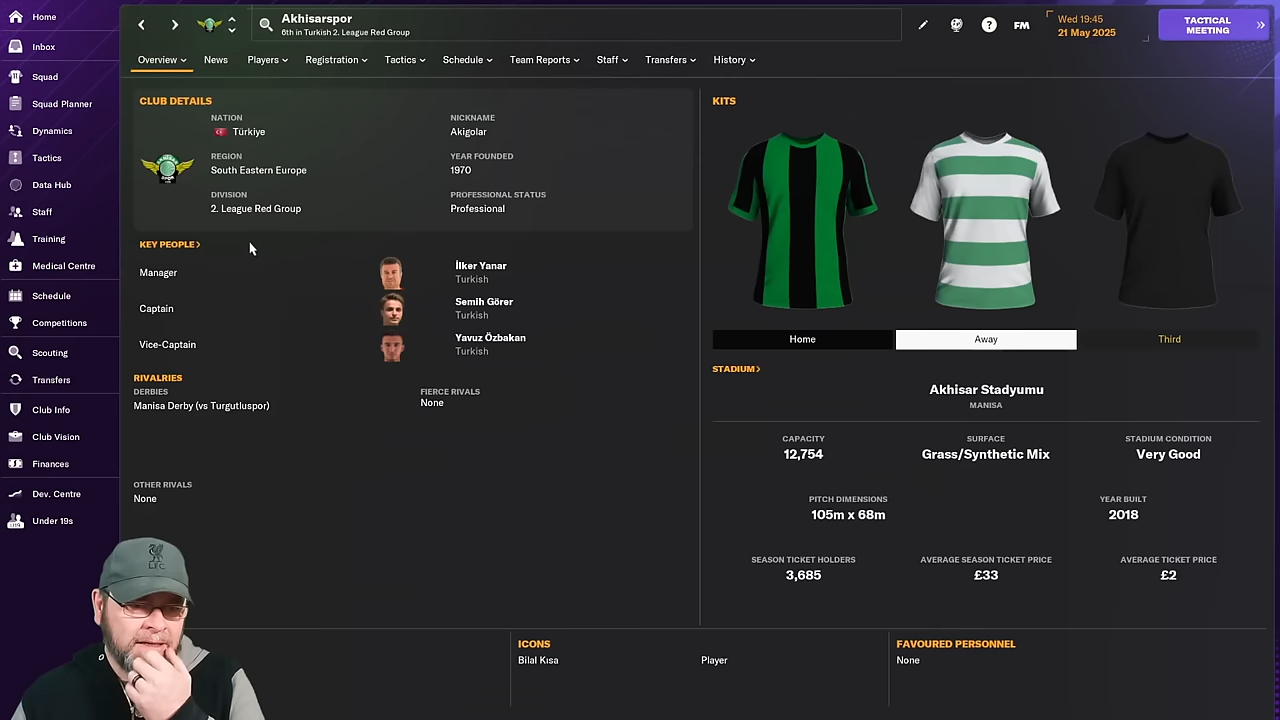 Home
Inbox
Squad
Squad Planner
Dynamics
Tactics
Data Hub
Staff
Training
Medical Centre
Schedule
Competitions
Scouting
Transfers
Club Info
Club Vision
Finances
Dev. Centre
Under 19s
Akhisarspor
6th in Turkish 2. League Red Group
FM
Wed 19:45
21 May 2025
TACTICAL MEETING
Overview
News
Players
Registration
Tactics
Schedule
Team Reports
Staff
Transfers
History
CLUB DETAILS
NATION
Türkiye
NICKNAME
Akigolar
REGION
South Eastern Europe
YEAR FOUNDED
1970
DIVISION
2. League Red Group
PROFESSIONAL STATUS
Professional
KEY PEOPLE
Manager
İlker Yanar
Turkish
Captain
Semih Görer
Turkish
Vice-Captain
Yavuz Özbakan
Turkish
RIVALRIES
DERBIES
Manisa Derby (vs Turgutluspor)
FIERCE RIVALS
None
OTHER RIVALS
None
KITS
Home
Away
Third
STADIUM
Akhisar Stadyumu
MANISA
CAPACITY
12,754
SURFACE
Grass/Synthetic Mix
STADIUM CONDITION
Very Good
PITCH DIMENSIONS
105m x 68m
YEAR BUILT
2018
SEASON TICKET HOLDERS
3,685
AVERAGE SEASON TICKET PRICE
£33
AVERAGE TICKET PRICE
£2
ICONS
Bilal Kısa
Player
FAVOURED PERSONNEL
None
LFC